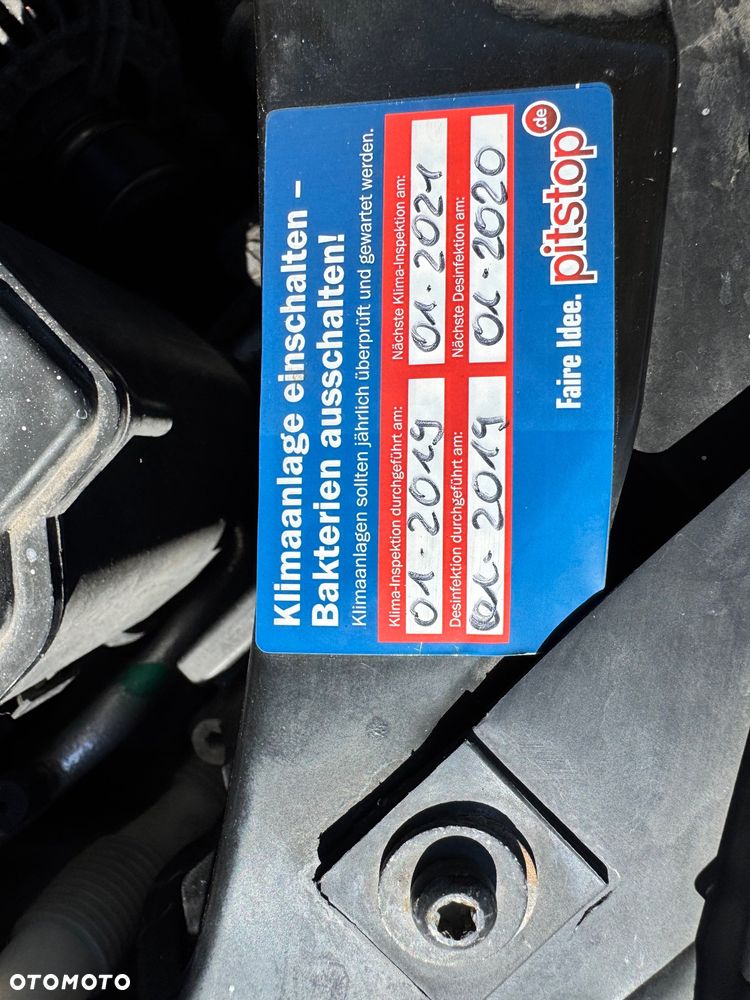 Klimaanlage einschalten –
Bakterien ausschalten!
Klimaanlagen sollten jährlich überprüft und gewartet werden.
Klima-Inspektion durchgeführt am: Nächste Klima-Inspektion am:
01. 2019 01. 2021
Desinfektion durchgeführt am: Nächste Desinfektion am:
01. 2019 01. 2020
Faire Idee. pitstop.de
OTOMOTO